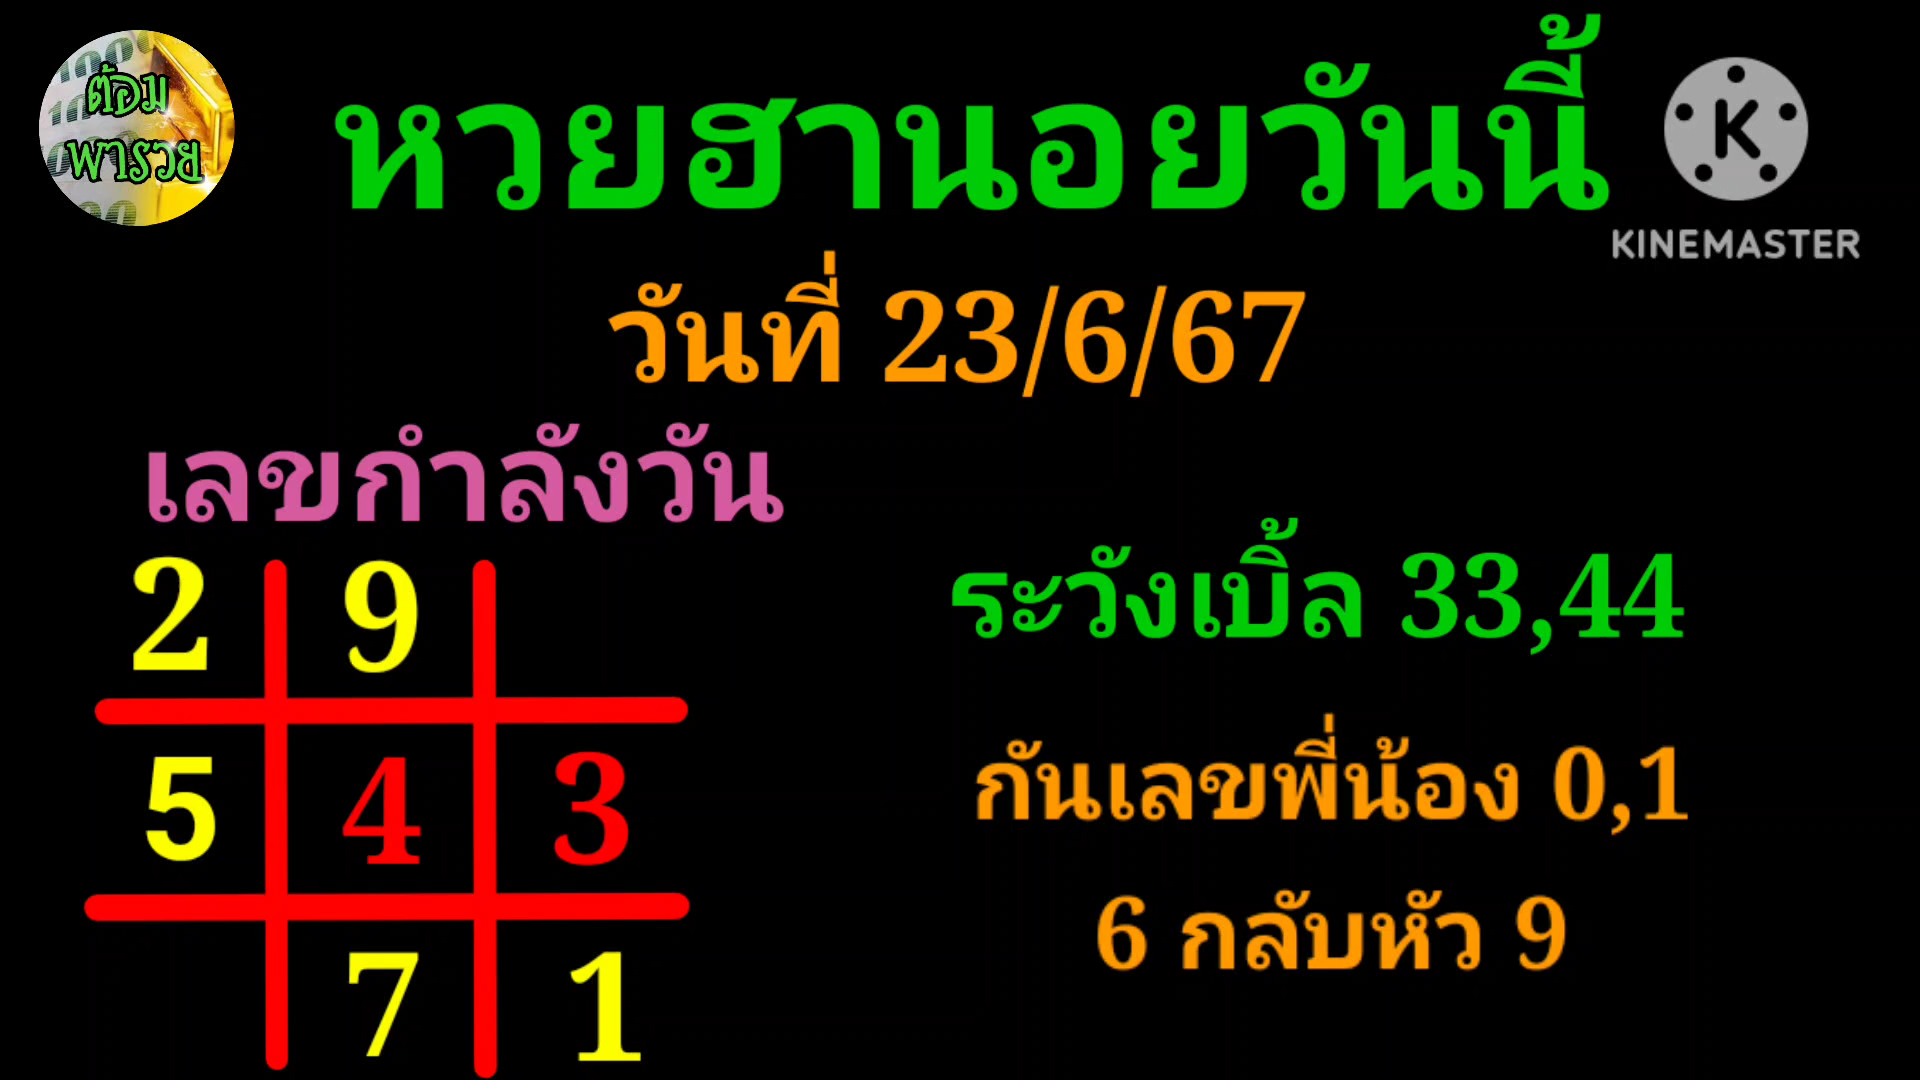 ต้อม
พารวย
หวยฮานอยวันนี้
K
KINEMASTER
วันที่ 23/6/67
เลขกำลังวัน
2 9
5 4 3
7 1
ระวังเบิ้ล 33,44
กันเลขพี่น้อง 0,1
6 กลับหัว 9